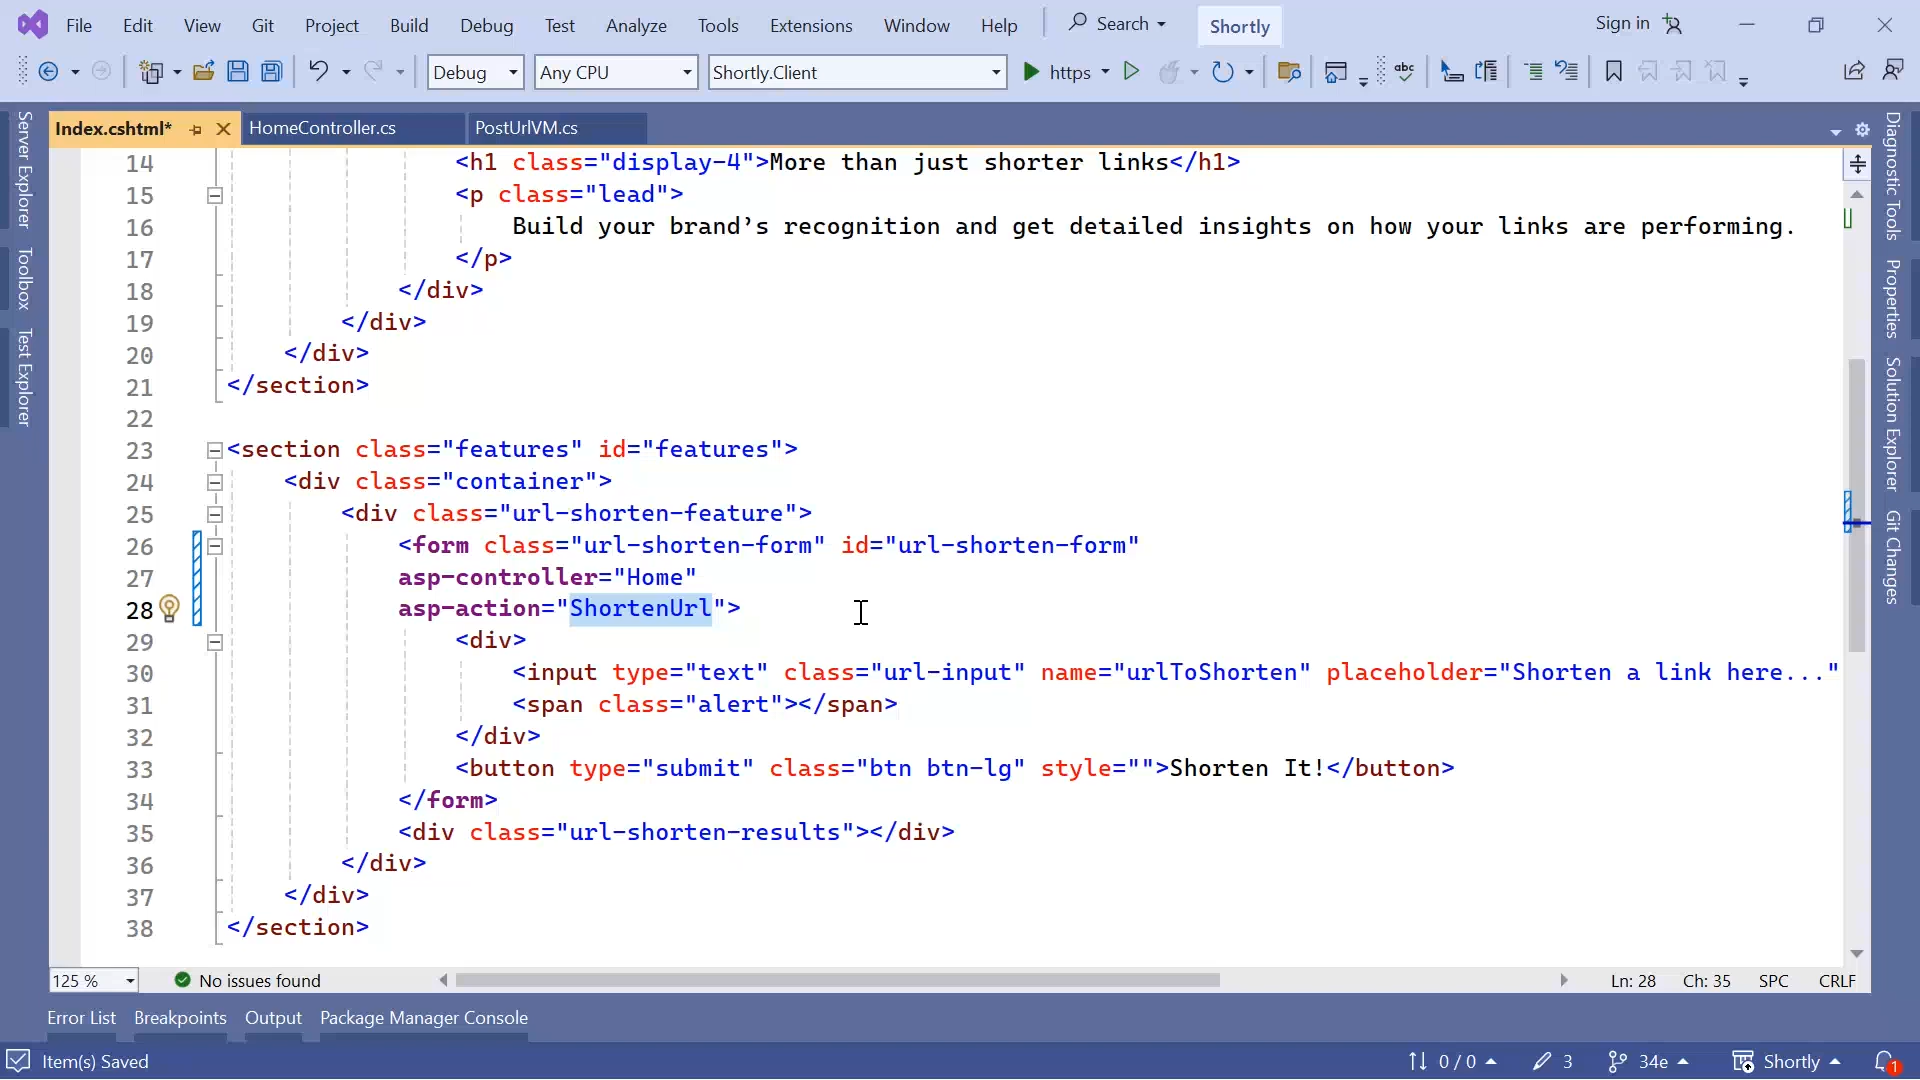 File Edit View Git Project Build Debug Test Analyze Tools Extensions Window Help Search Shortly Sign in
Debug Any CPU Shortly.Client https abc
Index.cshtml* HomeController.cs PostUrlVM.cs
Server Explorer
Toolbox
Test Explorer
14 <h1 class="display-4">More than just shorter links</h1>
15 <p class="lead">
16 Build your brand’s recognition and get detailed insights on how your links are performing.
17 </p>
18 </div>
19 </div>
20 </div>
21 </section>
22
23 <section class="features" id="features">
24 <div class="container">
25 <div class="url-shorten-feature">
26 <form class="url-shorten-form" id="url-shorten-form"
27 asp-controller="Home"
28 asp-action="ShortenUrl">
29 <div>
30 <input type="text" class="url-input" name="urlToShorten" placeholder="Shorten a link here..."
31 <span class="alert"></span>
32 </div>
33 <button type="submit" class="btn btn-lg" style="">Shorten It!</button>
34 </form>
35 <div class="url-shorten-results"></div>
36 </div>
37 </div>
38 </section>
Diagnostic Tools
Properties
Solution Explorer
Git Changes
125 % No issues found Ln: 28 Ch: 35 SPC CRLF
Error List Breakpoints Output Package Manager Console
Item(s) Saved 0 / 0 3 34e Shortly 1